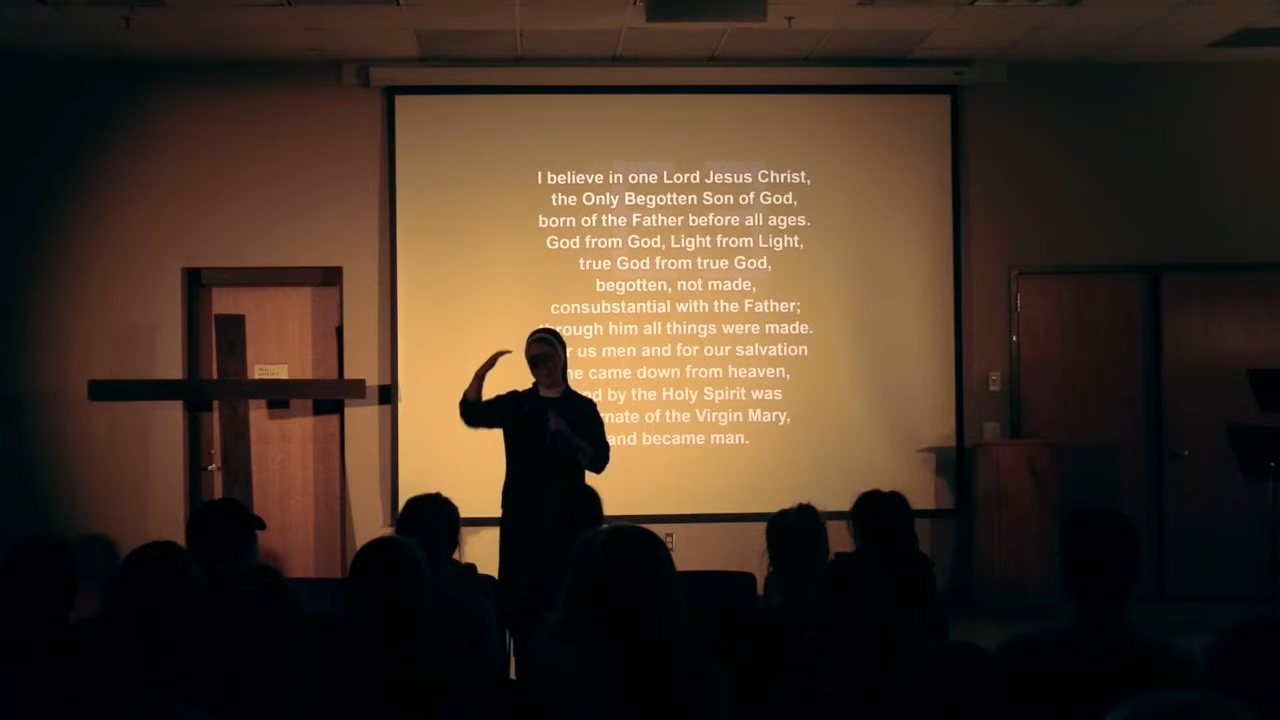 I believe in one Lord Jesus Christ,
the Only Begotten Son of God,
born of the Father before all ages.
God from God, Light from Light,
true God from true God,
begotten, not made,
consubstantial with the Father;
through him all things were made.
us men and for our salvation
he came down from heaven,
by the Holy Spirit was
of the Virgin Mary,
and became man.